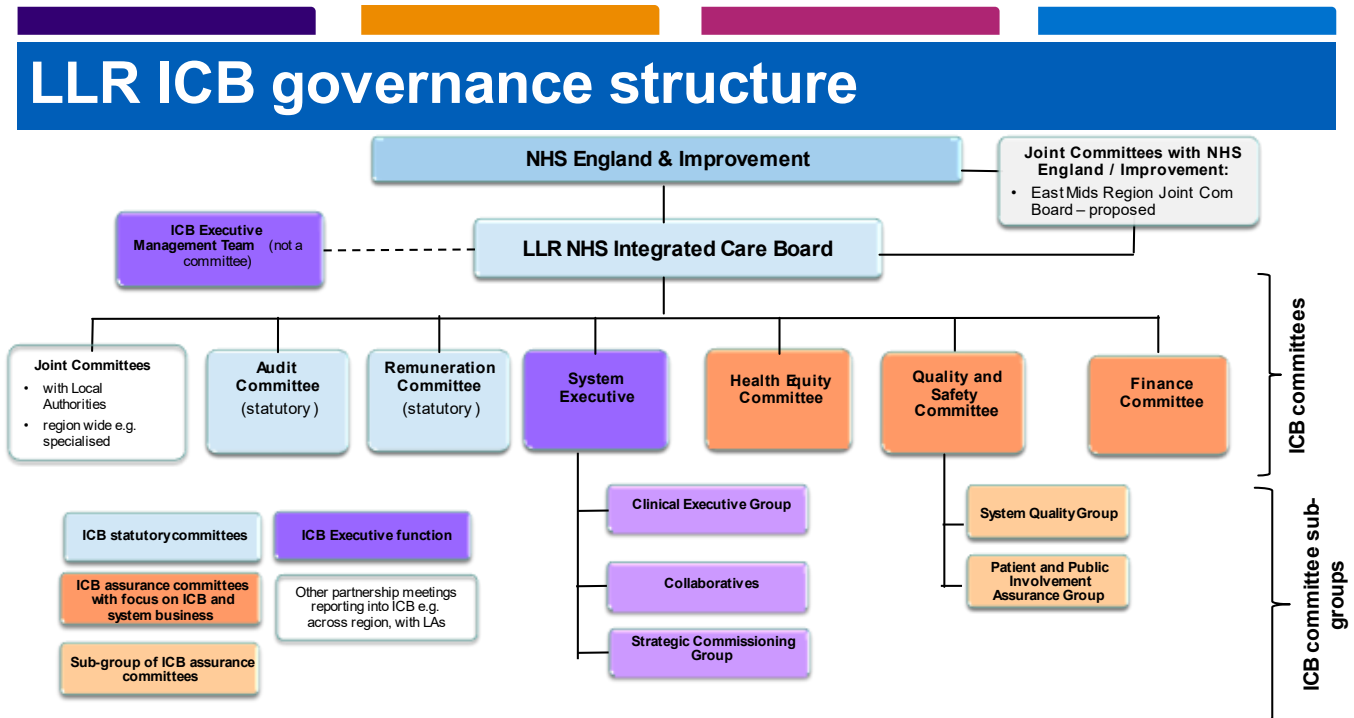 LLR ICB governance structure
NHS England & Improvement
Joint Committees with NHS
England / Improvement:
• East Mids Region Joint Com
Board – proposed
ICB Executive
Management Team (not a
committee)
LLR NHS Integrated Care Board
Joint Committees
• with Local
Authorities
• region wide e.g.
specialised
Audit
Committee
(statutory)
Remuneration
Committee
(statutory)
System
Executive
Health Equity
Committee
Quality and
Safety
Committee
Finance
Committee
ICB committees
Clinical Executive Group
Collaboratives
Strategic Commissioning
Group
System Quality Group
Patient and Public
Involvement
Assurance Group
ICB committee sub-
groups
ICB statutory committees
ICB Executive function
ICB assurance committees
with focus on ICB and
system business
Other partnership meetings
reporting into ICB e.g.
across region, with LAs
Sub-group of ICB assurance
committees